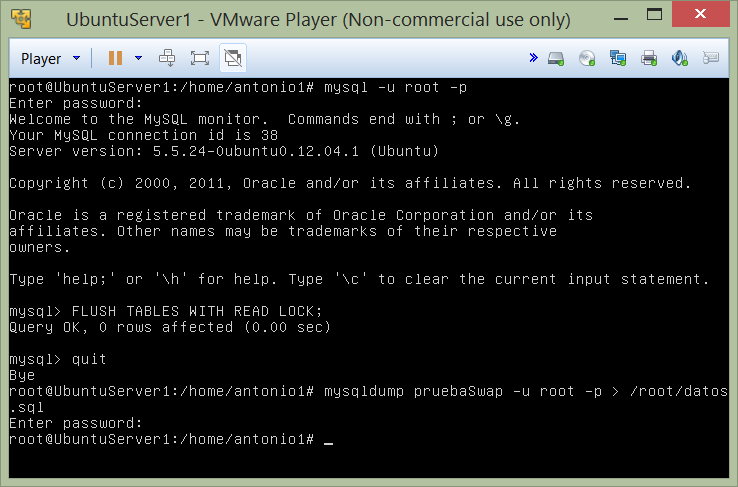 UbuntuServer1 - VMware Player (Non-commercial use only)
Player
root@UbuntuServer1:/home/antonio1# mysql -u root -p
Enter password:
Welcome to the MySQL monitor.  Commands end with ; or \g.
Your MySQL connection id is 38
Server version: 5.5.24-0ubuntu0.12.04.1 (Ubuntu)
Copyright (c) 2000, 2011, Oracle and/or its affiliates. All rights reserved.
Oracle is a registered trademark of Oracle Corporation and/or its
affiliates. Other names may be trademarks of their respective
owners.
Type 'help;' or '\h' for help. Type '\c' to clear the current input statement.
mysql> FLUSH TABLES WITH READ LOCK;
Query OK, 0 rows affected (0.00 sec)
mysql> quit
Bye
root@UbuntuServer1:/home/antonio1# mysqldump pruebaSwap -u root -p > /root/datos
.sql
Enter password:
root@UbuntuServer1:/home/antonio1# _